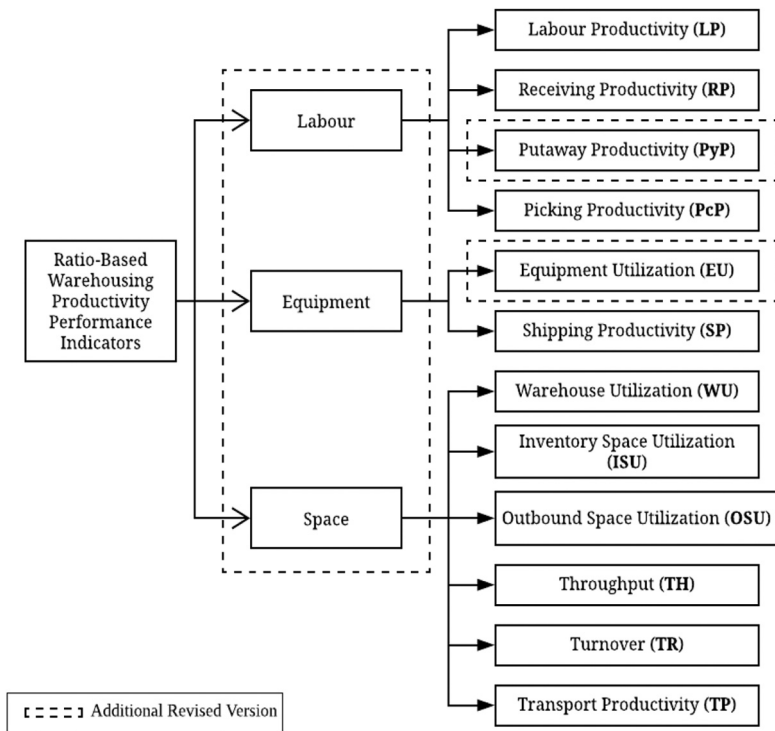 Ratio-Based
Warehousing
Productivity
Performance
Indicators
Labour
Equipment
Space
Labour Productivity (LP)
Receiving Productivity (RP)
Putaway Productivity (PyP)
Picking Productivity (PcP)
Equipment Utilization (EU)
Shipping Productivity (SP)
Warehouse Utilization (WU)
Inventory Space Utilization
(ISU)
Outbound Space Utilization (OSU)
Throughput (TH)
Turnover (TR)
Transport Productivity (TP)
Additional Revised Version